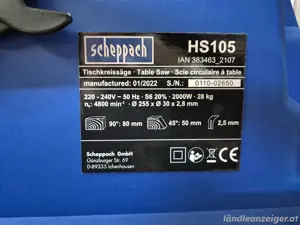 scheppach
HS105
IAN 383463_2107
Tischkreissäge · Table Saw · Scie circulaire à table
manufactured: 01/2022 S./N.: 0110-02650
220 - 240V ~ 50 Hz - S6 20% - 2000W - 28 kg
n₀: 4800 min⁻¹ - Ø 255 x Ø 30 x 2,8 mm
90°: 80 mm
45°: 50 mm
2,5 mm
Scheppach GmbH
Günzburger Str. 69
D-89335 Ichenhausen
ländleanzeiger.at